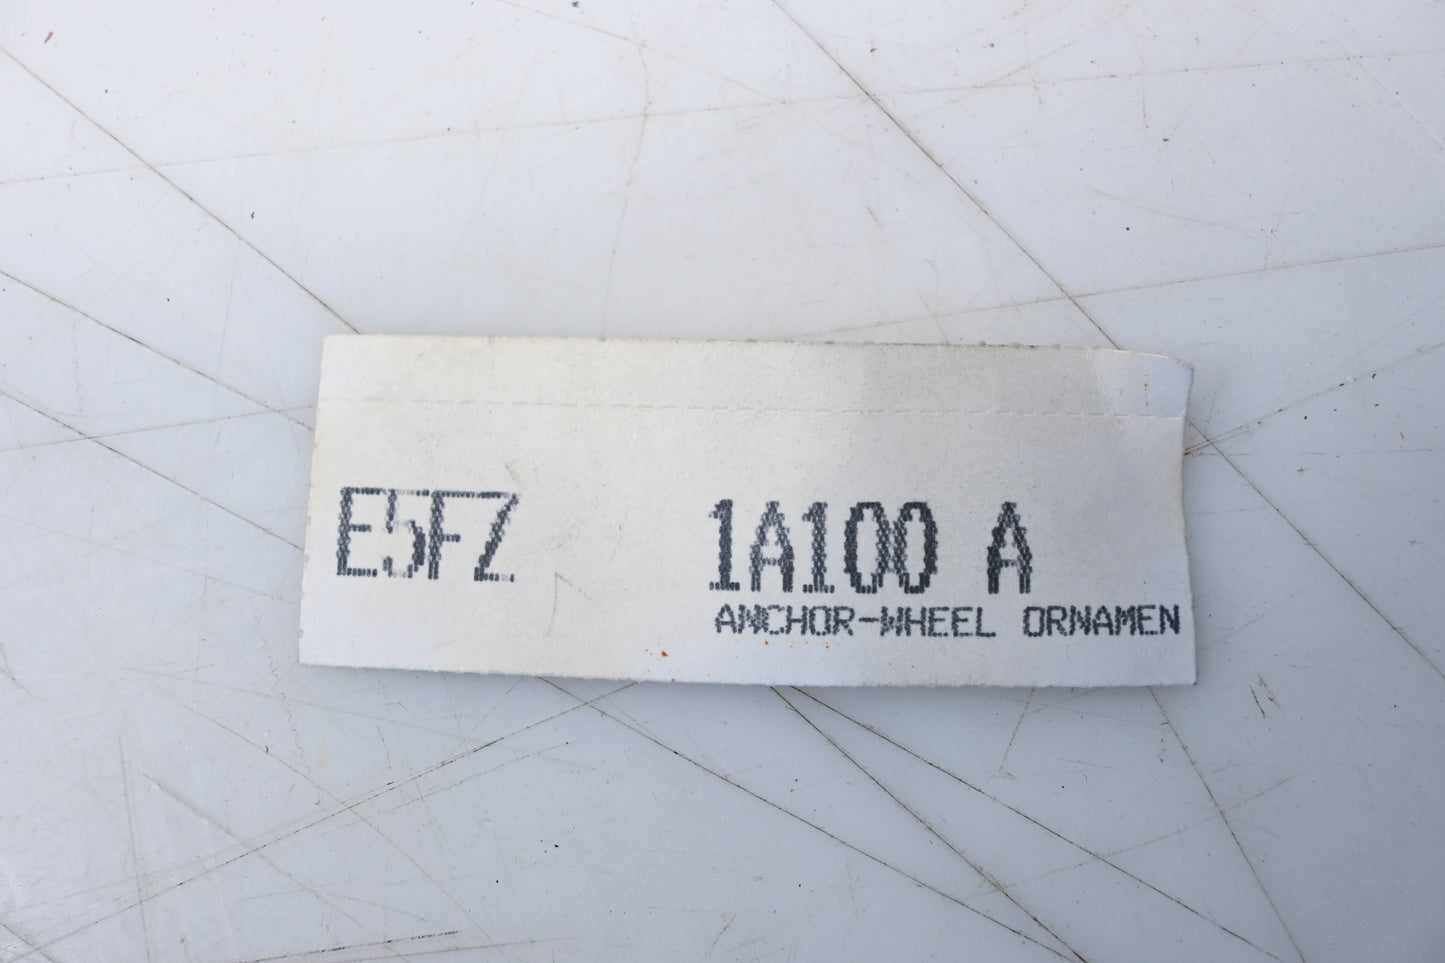 E5FZ 1A100 A
ANCHOR-WHEEL ORNAMEN